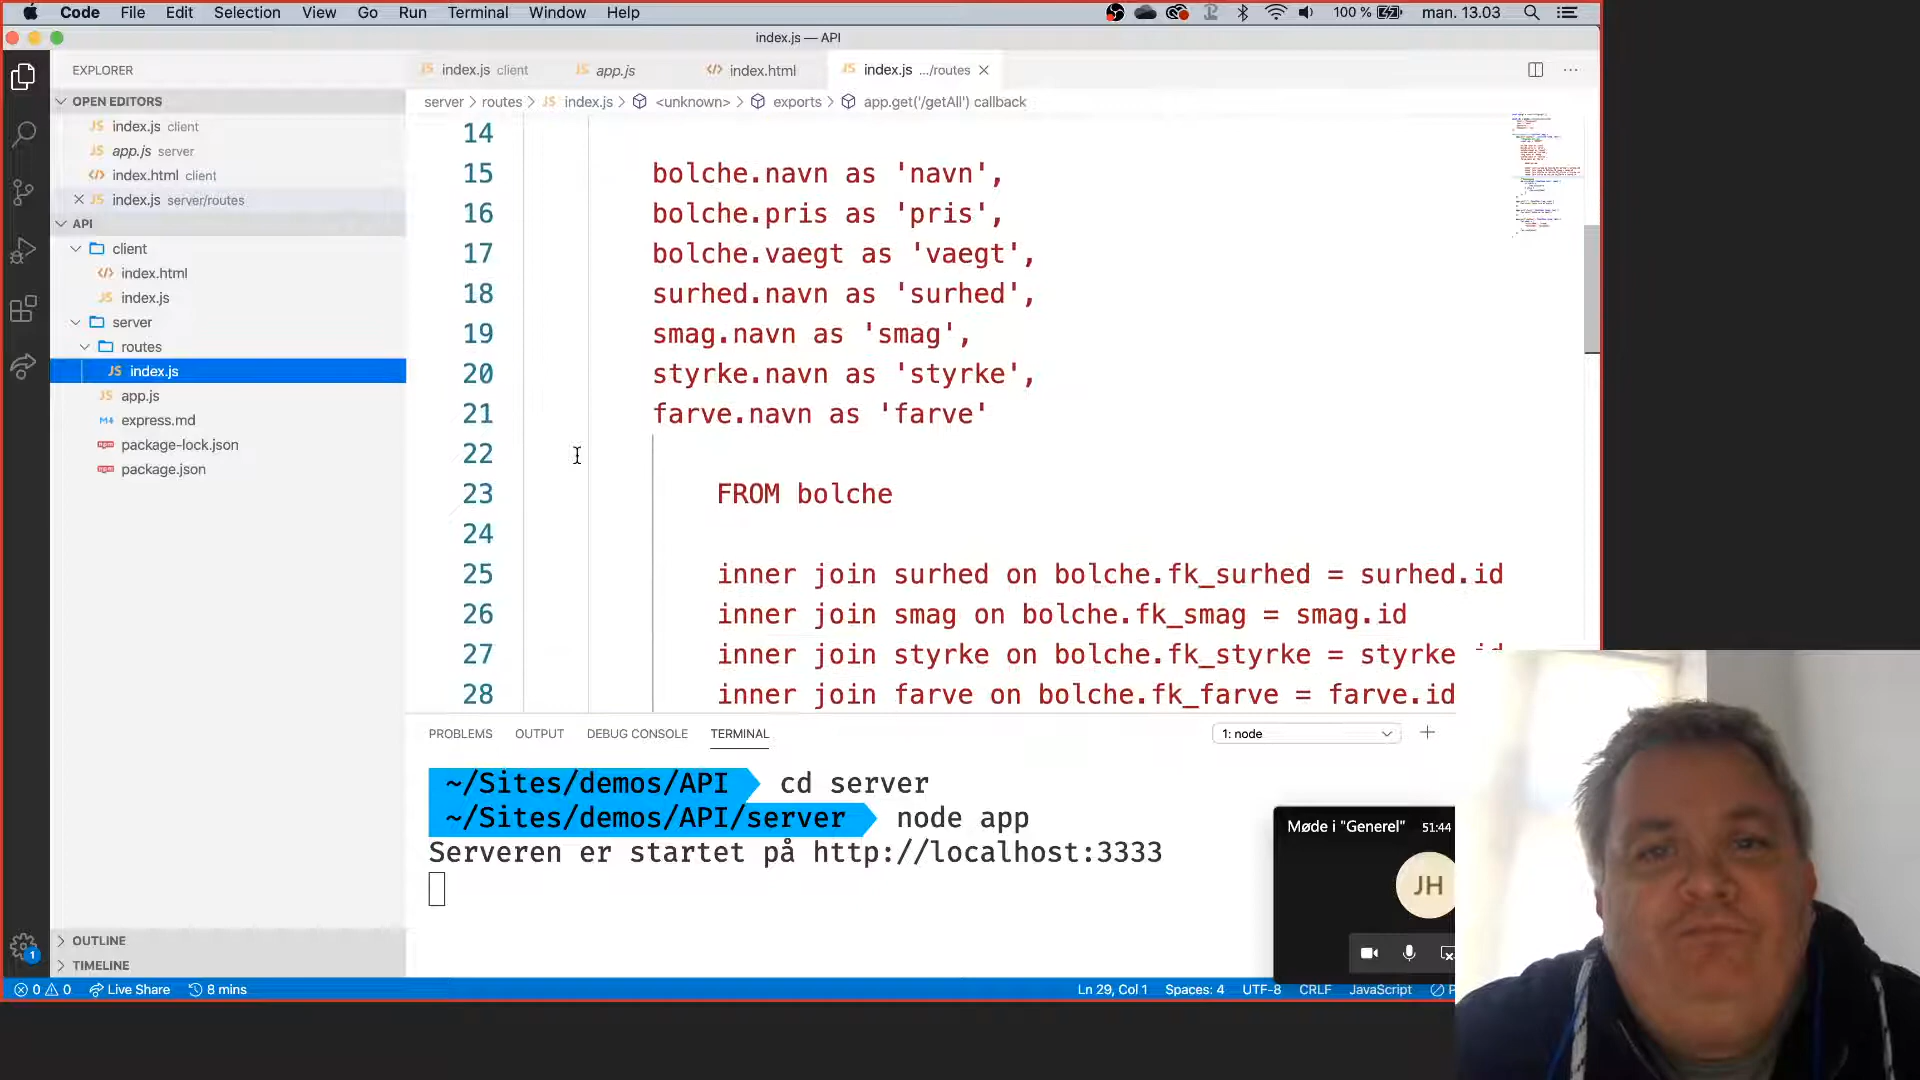 Code File Edit Selection View Go Run Terminal Window Help 100 % man. 13.03
index.js — API
EXPLORER
OPEN EDITORS
index.js client
app.js server
index.html client
index.js server/routes
API
client
index.html
index.js
server
routes
index.js
app.js
express.md
package-lock.json
package.json
OUTLINE
TIMELINE
index.js client app.js index.html index.js .../routes
server > routes > index.js > <unknown> > exports > app.get('/getAll') callback
14
15 bolche.navn as 'navn',
16 bolche.pris as 'pris',
17 bolche.vaegt as 'vaegt',
18 surhed.navn as 'surhed',
19 smag.navn as 'smag',
20 styrke.navn as 'styrke',
21 farve.navn as 'farve'
22
23 FROM bolche
24
25 inner join surhed on bolche.fk_surhed = surhed.id
26 inner join smag on bolche.fk_smag = smag.id
27 inner join styrke on bolche.fk_styrke = styrke.id
28 inner join farve on bolche.fk_farve = farve.id
PROBLEMS OUTPUT DEBUG CONSOLE TERMINAL 1: node
~/Sites/demos/API cd server
~/Sites/demos/API/server node app
Serveren er startet på http://localhost:3333
Møde i "Generel" 51:44
JH
0 0 Live Share 8 mins Ln 29, Col 1 Spaces: 4 UTF-8 CRLF JavaScript